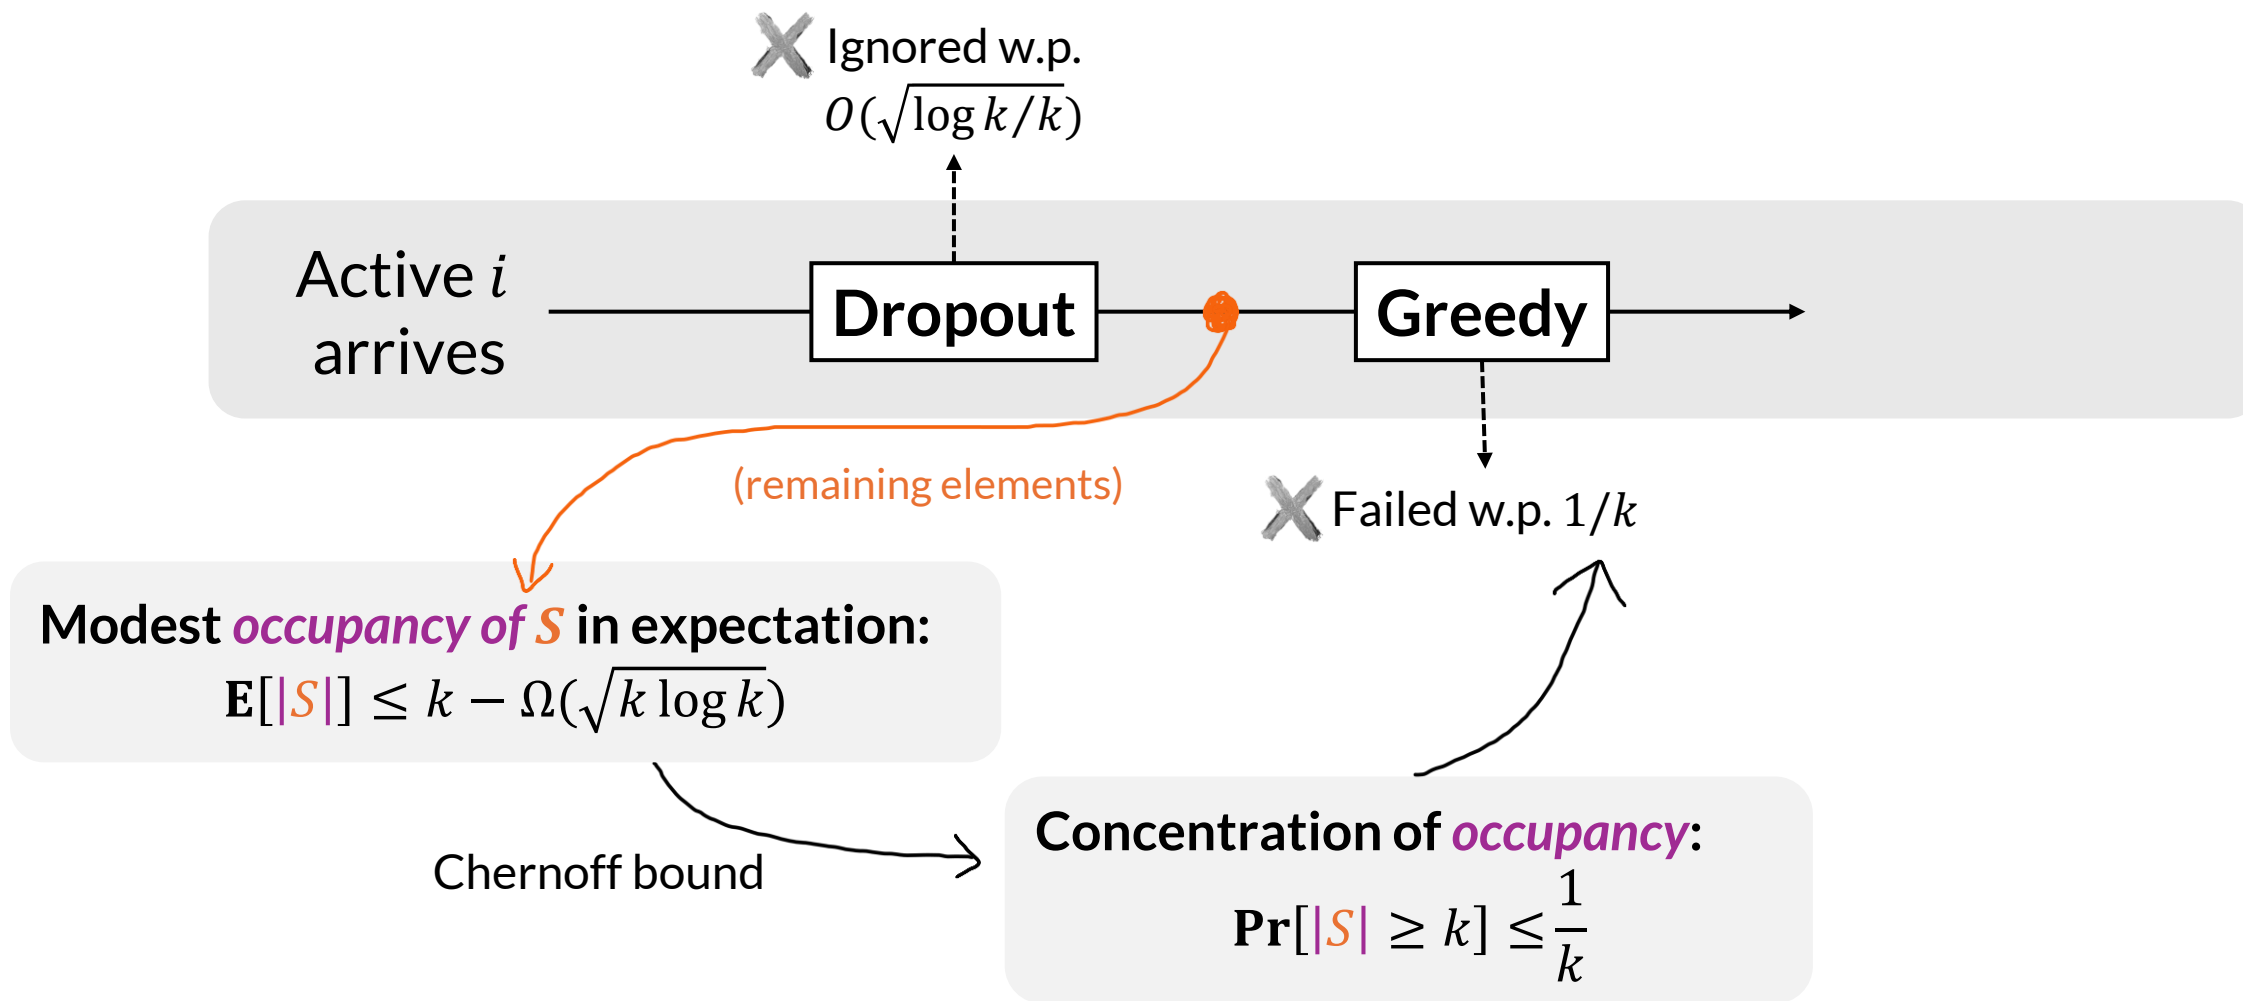 Ignored w.p.
O(√log k/k)
Active i
arrives
Dropout
Greedy
(remaining elements)
Failed w.p. 1/k
Modest occupancy of S in expectation:
E[|S|] ≤ k − Ω(√k log k)
Chernoff bound
Concentration of occupancy:
Pr[|S| ≥ k] ≤ 1/k